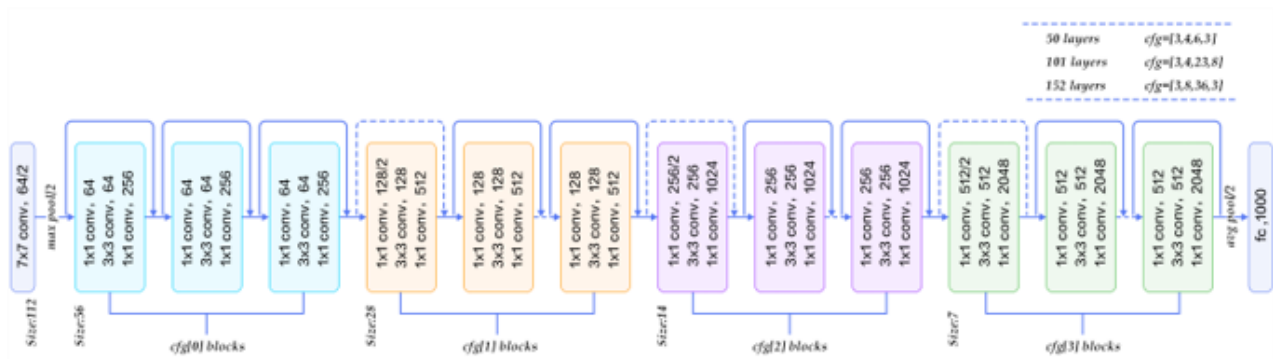 50 layers cfg=[3,4,6,3]
101 layers cfg=[3,4,23,8]
152 layers cfg=[3,8,36,3]
7x7 conv, 64/2
max pool/2
1x1 conv, 64
3x3 conv, 64
1x1 conv, 256
1x1 conv, 64
3x3 conv, 64
1x1 conv, 256
1x1 conv, 64
3x3 conv, 64
1x1 conv, 256
1x1 conv, 128/2
3x3 conv, 128
1x1 conv, 512
1x1 conv, 128
3x3 conv, 128
1x1 conv, 512
1x1 conv, 128
3x3 conv, 128
1x1 conv, 512
1x1 conv, 256/2
3x3 conv, 256
1x1 conv, 1024
1x1 conv, 256
3x3 conv, 256
1x1 conv, 1024
1x1 conv, 256
3x3 conv, 256
1x1 conv, 1024
1x1 conv, 512/2
3x3 conv, 512
1x1 conv, 2048
1x1 conv, 512
3x3 conv, 512
1x1 conv, 2048
1x1 conv, 512
3x3 conv, 512
1x1 conv, 2048
avg pool/2
fc ,1000
Size:112
Size:56
cfg[0] blocks
Size:28
cfg[1] blocks
Size:14
cfg[2] blocks
Size:7
cfg[3] blocks